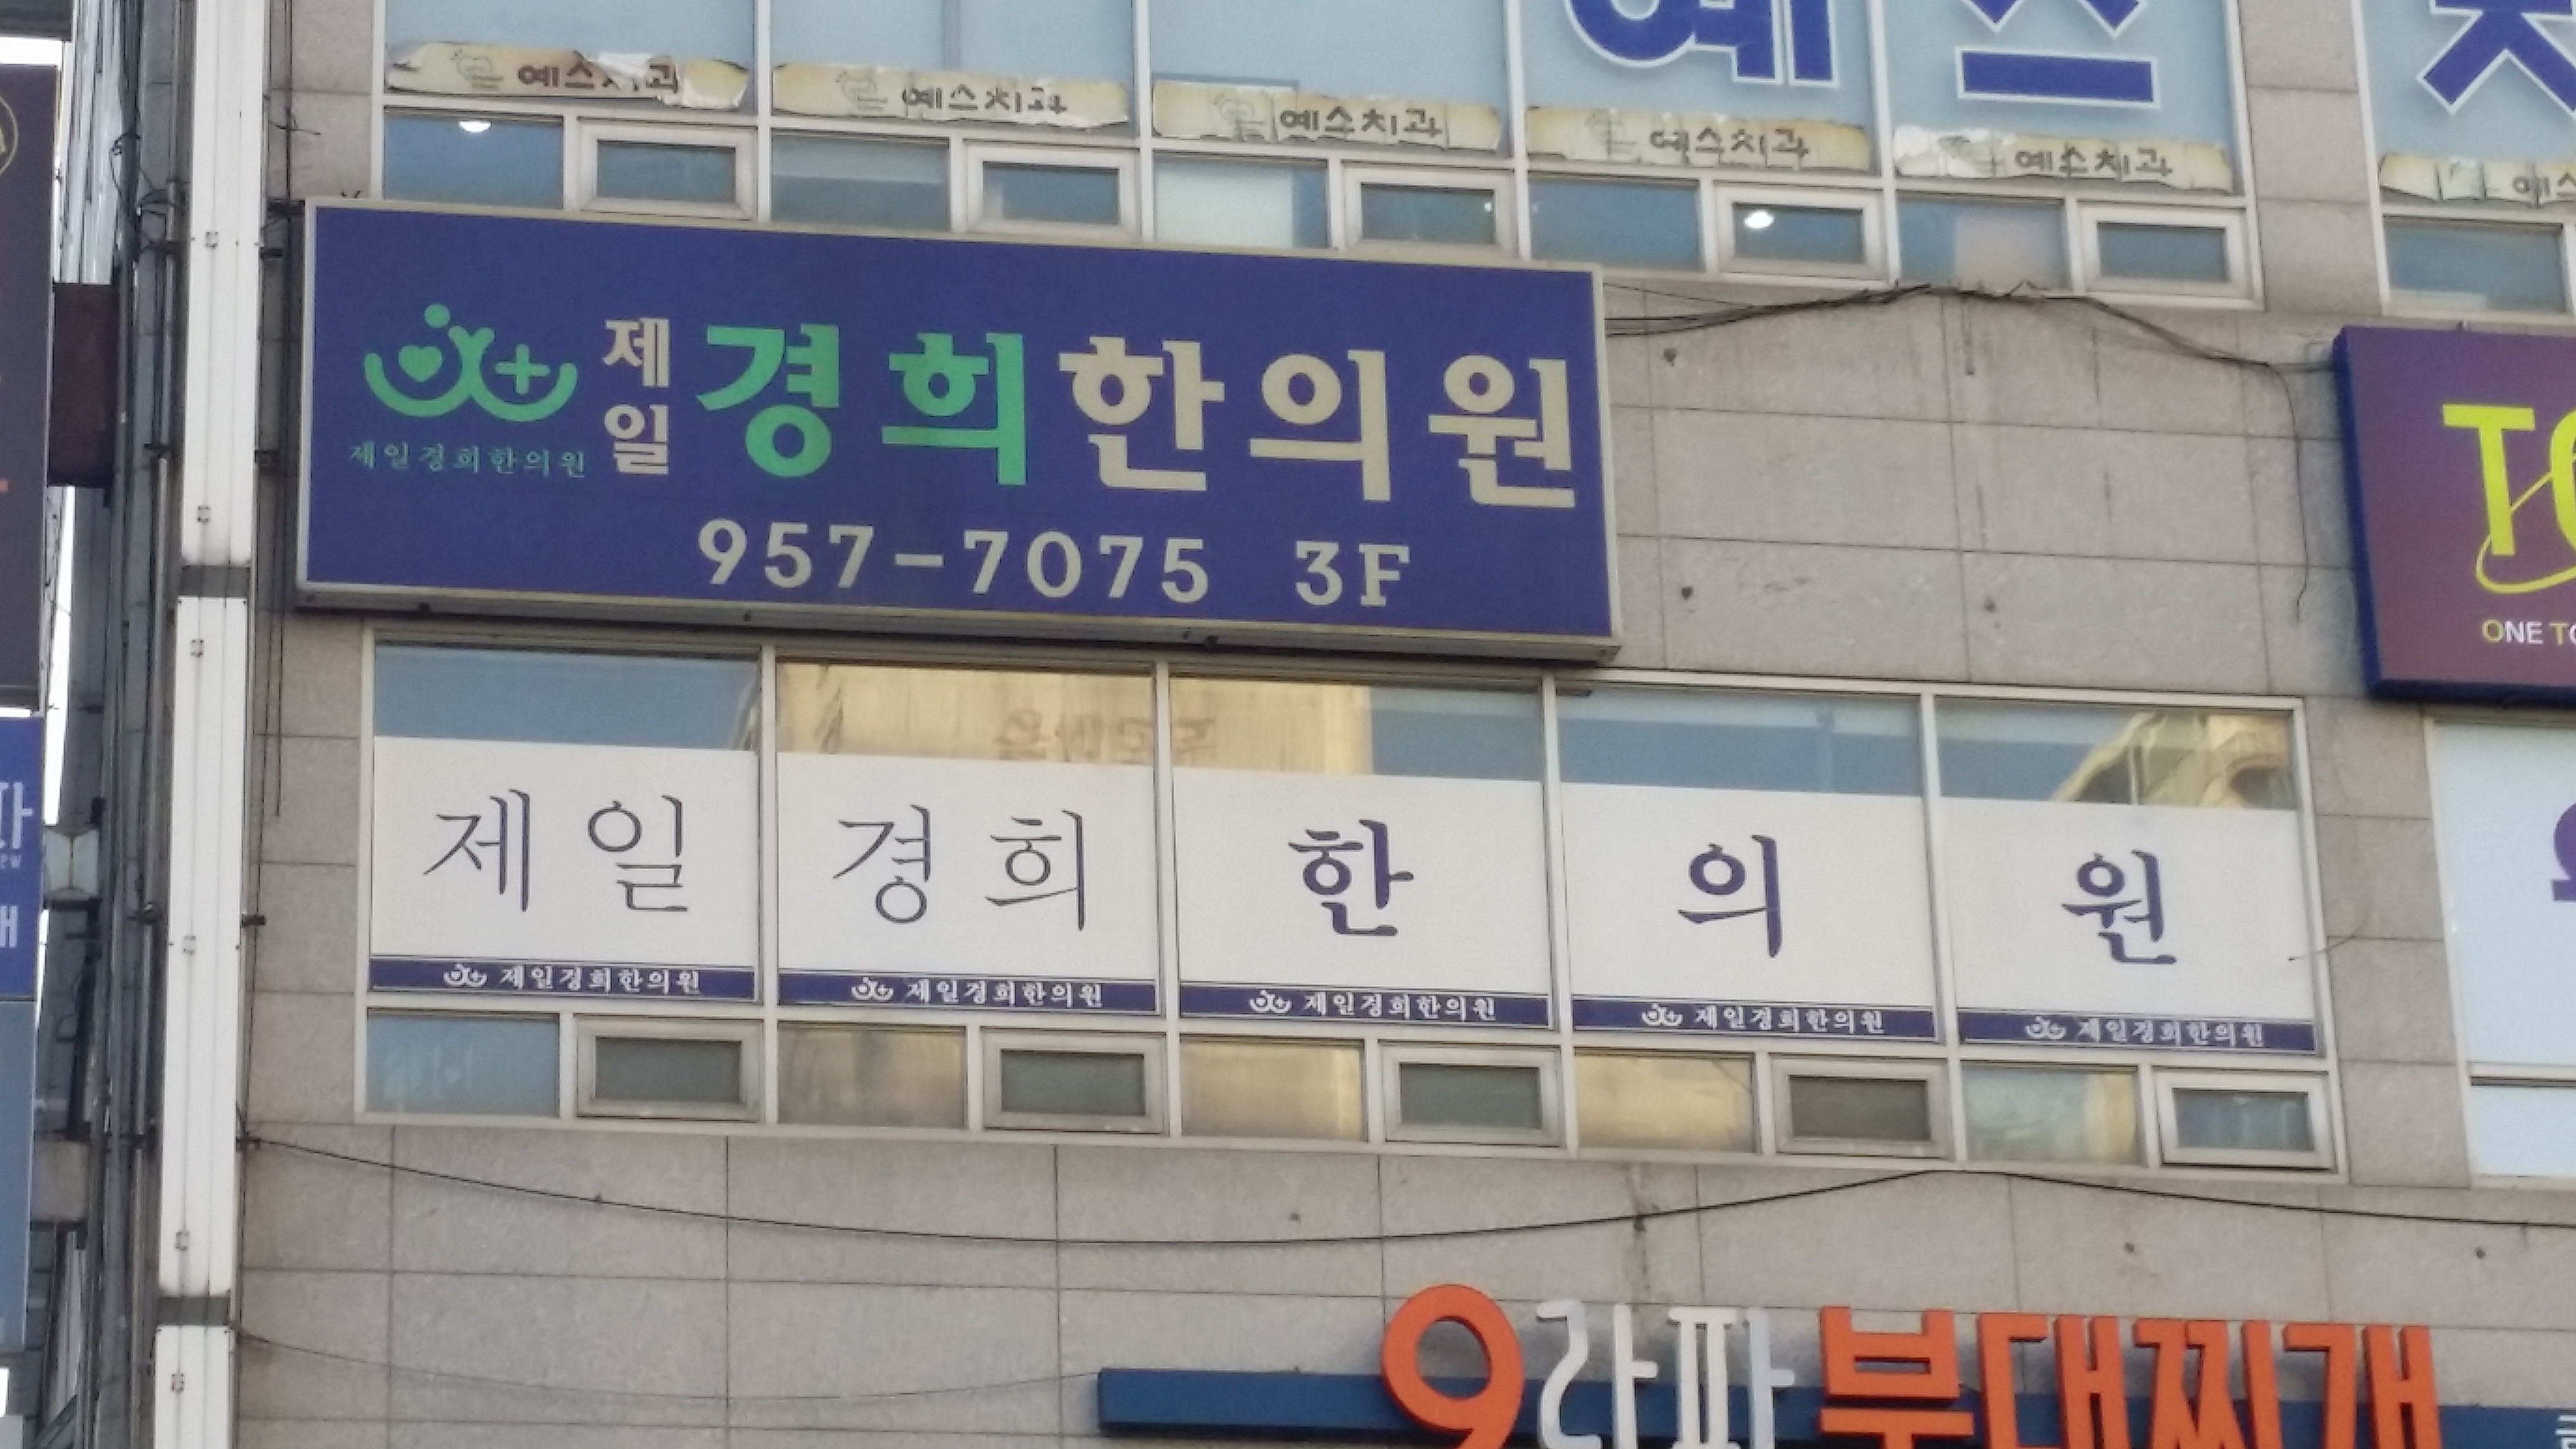 예스
예스치과
예스치과
예스치과
예스치과
예스치과
제일
경희한의원
제일경희한의원
957-7075 3F
제일 경희 한 의 원
제일경희한의원
제일경희한의원
제일경희한의원
제일경희한의원
제일경희한의원
ONE
9라파 부대찌개